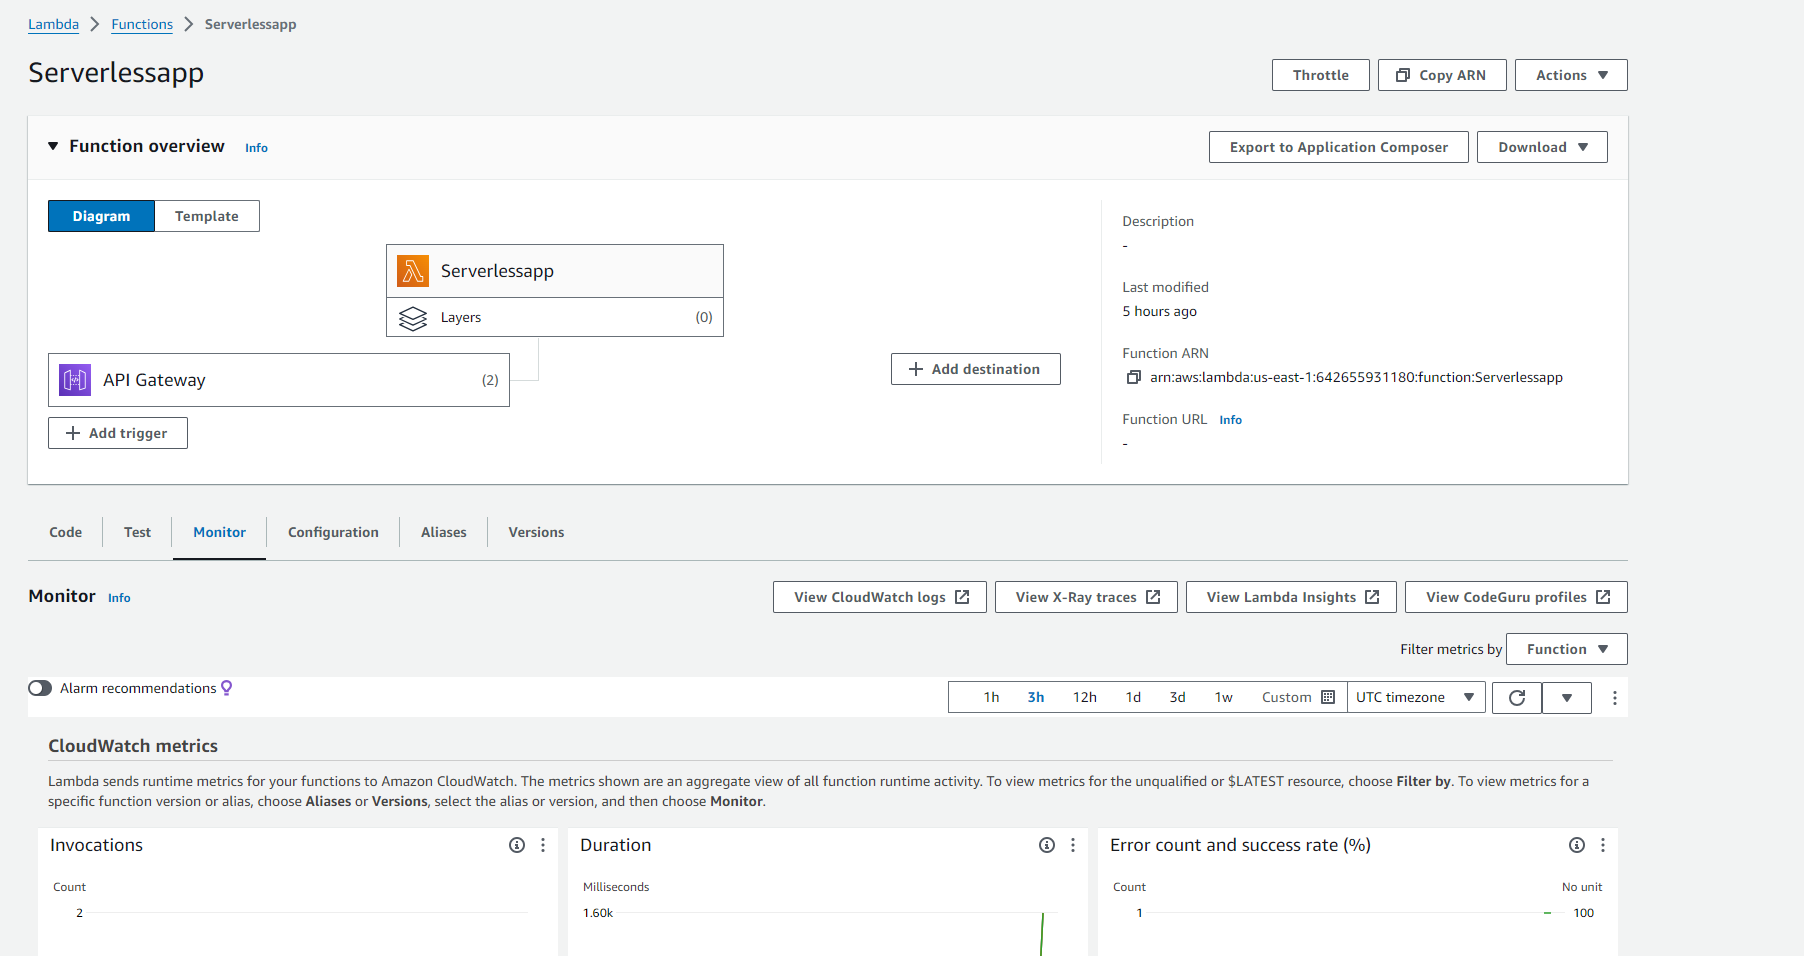 Lambda > Functions > Serverlessapp
Serverlessapp
Throttle Copy ARN Actions
Function overview Info
Export to Application Composer Download
Diagram Template
Serverlessapp
Layers (0)
API Gateway (2)
Add trigger
Add destination
Description
-
Last modified
5 hours ago
Function ARN
arn:aws:lambda:us-east-1:642655931180:function:Serverlessapp
Function URL Info
-
Code Test Monitor Configuration Aliases Versions
Monitor Info
View CloudWatch logs View X-Ray traces View Lambda Insights View CodeGuru profiles
Filter metrics by Function
Alarm recommendations
1h 3h 12h 1d 3d 1w Custom UTC timezone
CloudWatch metrics
Lambda sends runtime metrics for your functions to Amazon CloudWatch. The metrics shown are an aggregate view of all function runtime activity. To view metrics for the unqualified or $LATEST resource, choose Filter by. To view metrics for a
specific function version or alias, choose Aliases or Versions, select the alias or version, and then choose Monitor.
Invocations
Count
2
Duration
Milliseconds
1.60k
Error count and success rate (%)
Count No unit
1 100